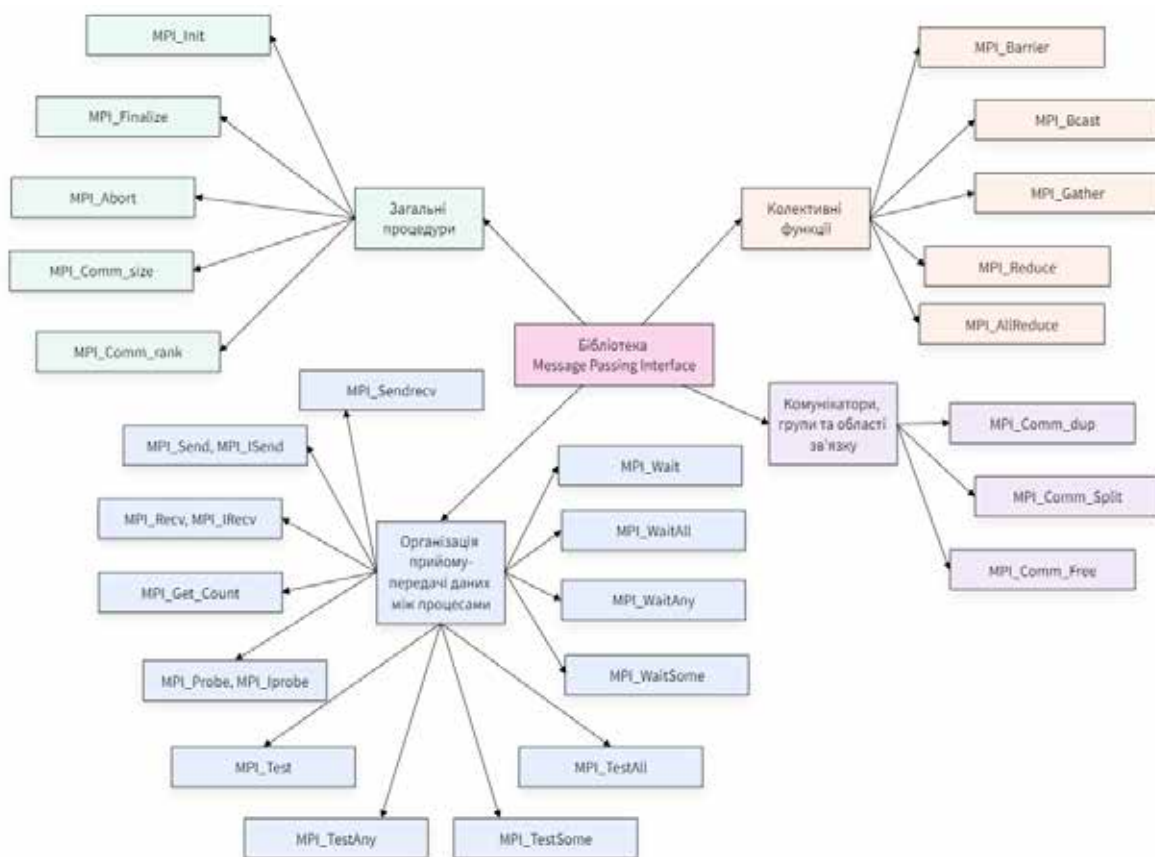 MPI_Init
MPI_Finalize
MPI_Abort
MPI_Comm_size
MPI_Comm_rank
Загальні
процедури
Колективні
функції
MPI_Barrier
MPI_Bcast
MPI_Gather
MPI_Reduce
MPI_AllReduce
Бібліотека
Message Passing Interface
Комунікатори,
групи та області
зв'язку
MPI_Comm_dup
MPI_Comm_Split
MPI_Comm_Free
MPI_Sendrecv
MPI_Send, MPI_ISend
MPI_Recv, MPI_IRecv
MPI_Get_Count
MPI_Probe, MPI_Iprobe
Організація
прийому-
передачі даних
між процесами
MPI_Wait
MPI_WaitAll
MPI_WaitAny
MPI_WaitSome
MPI_Test
MPI_TestAll
MPI_TestAny
MPI_TestSome